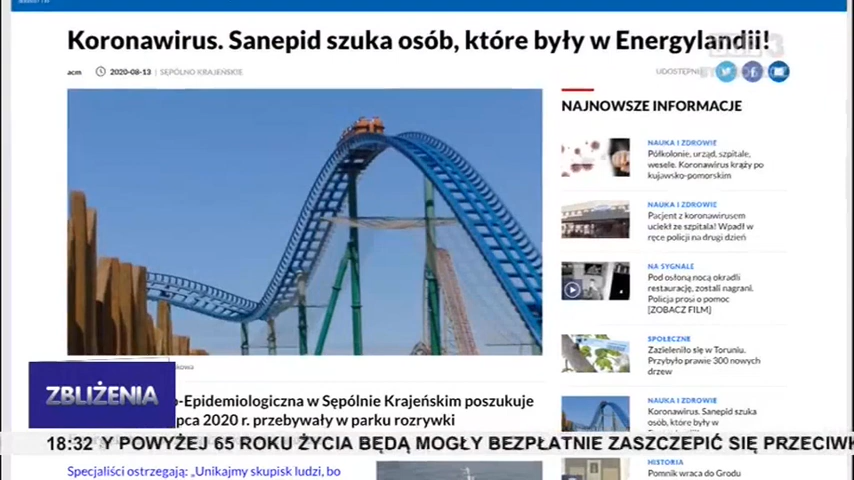 Koronawirus. Sanepid szuka osób, które były w Energylandii!
acm 2020-08-13 | SĘPÓLNO KRAJEŃSKIE
UDOSTĘPNIJ
NAJNOWSZE INFORMACJE
NAUKA I ZDROWIE
Półkolonie, urząd, szpitale,
wesele. Koronawirus krąży po
kujawsko-pomorskim
NAUKA I ZDROWIE
Pacjent z koronawirusem
uciekł ze szpitala! Wpadł w
ręce policji na drugi dzień
NA SYGNALE
Pod osłoną nocą okradli
restaurację, zostali nagrani.
Policja prosi o pomoc
[ZOBACZ FILM]
SPOŁECZNE
Zazieleniło się w Toruniu.
Przybyło prawie 300 nowych
drzew
NAUKA I ZDROWIE
Koronawirus. Sanepid szuka
osób, które były w
ZBLIŻENIA
o-Epidemiologiczna w Sępólnie Krajeńskim poszukuje
pca 2020 r. przebywały w parku rozrywki
18:32 Y POWYŻEJ 65 ROKU ŻYCIA BĘDĄ MOGŁY BEZPŁATNIE ZASZCZEPIĆ SIĘ PRZECIWK
Specjaliści ostrzegają: „Unikajmy skupisk ludzi, bo
HISTORIA
Pomnik wraca do Grodu